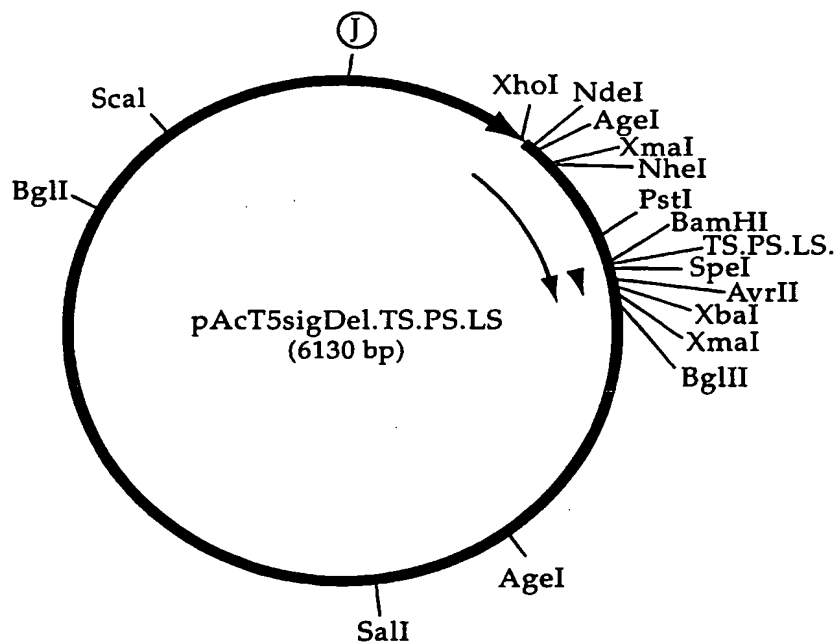 J
XhoI
NdeI
ScaI
AgeI
XmaI
NheI
BglI
PstI
BamHI
TS.PS.LS.
SpeI
AvrII
pAcT5sigDel.TS.PS.LS
XbaI
(6130 bp)
XmaI
BglII
AgeI
SalI